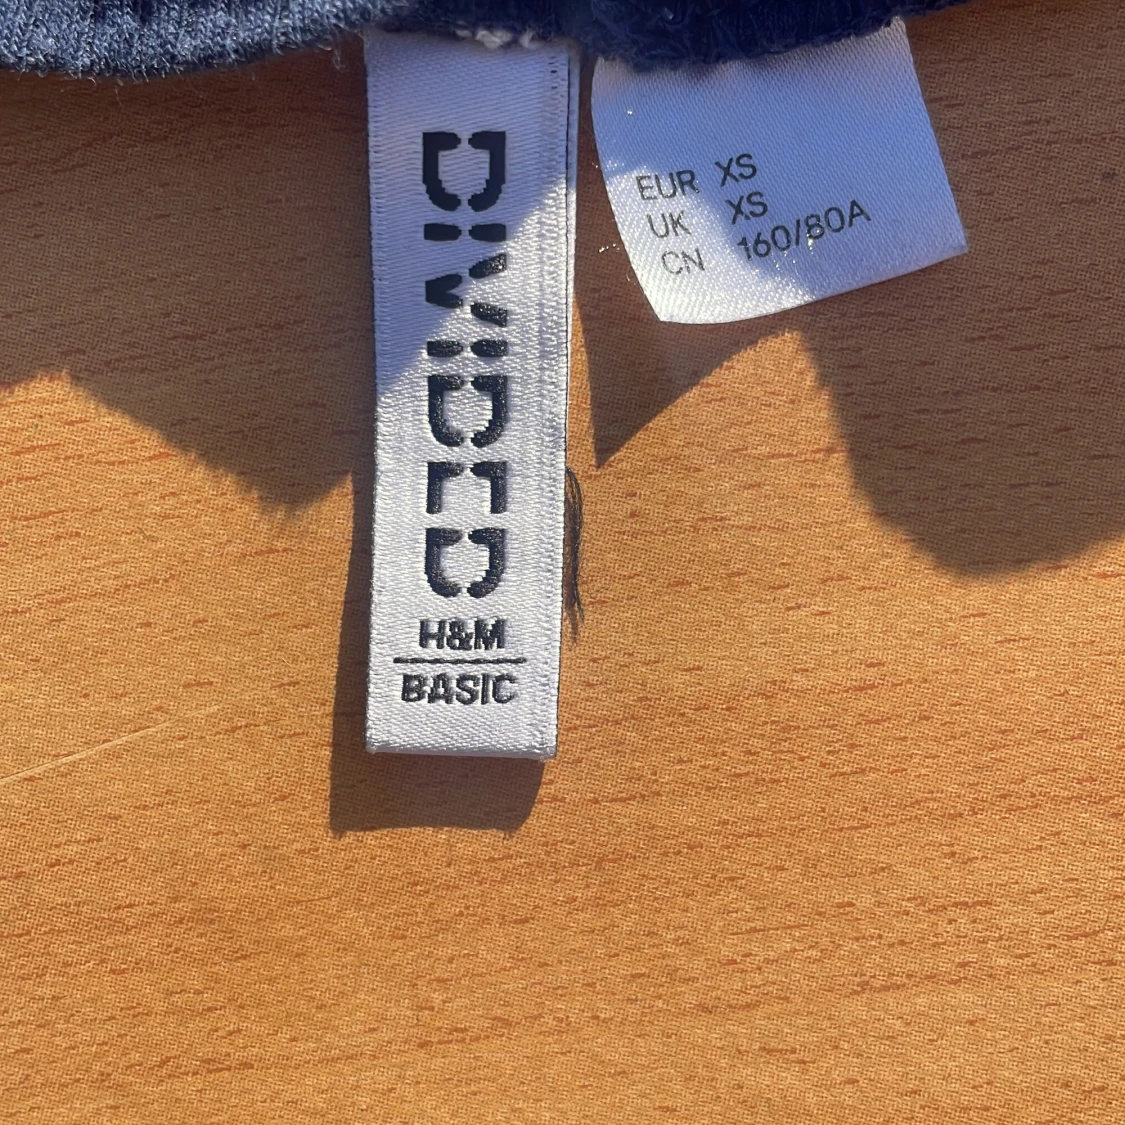 DIVIDED
H&M
BASIC
EUR XS
UK XS
CN 160/80A